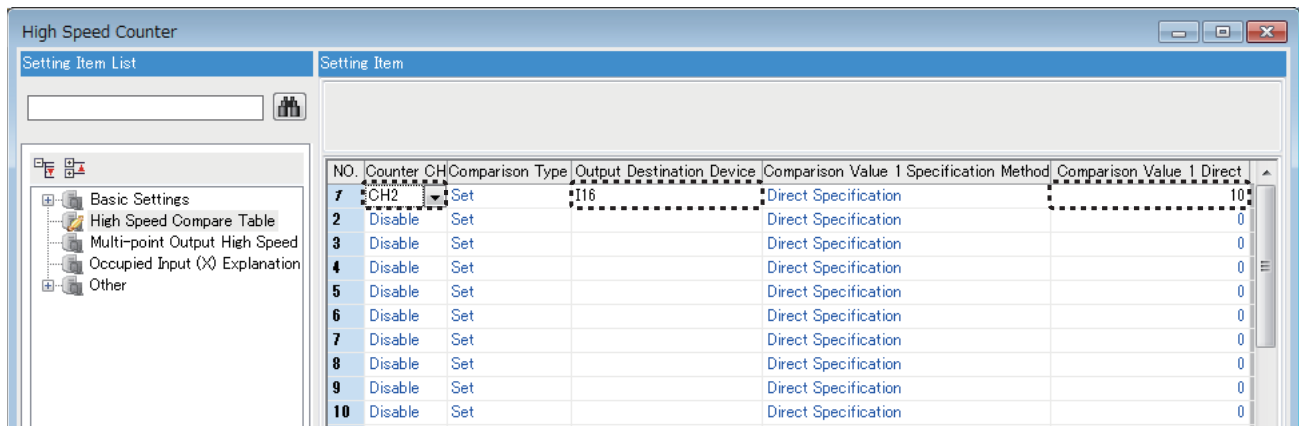 High Speed Counter
Setting Item List
Setting Item
Basic Settings
High Speed Compare Table
Multi-point Output High Speed
Occupied Input (X) Explanation
Other
NO. Counter CH Comparison Type Output Destination Device Comparison Value 1 Specification Method Comparison Value 1 Direct
1 CH2 Set I16 Direct Specification 10
2 Disable Set Direct Specification 0
3 Disable Set Direct Specification 0
4 Disable Set Direct Specification 0
5 Disable Set Direct Specification 0
6 Disable Set Direct Specification 0
7 Disable Set Direct Specification 0
8 Disable Set Direct Specification 0
9 Disable Set Direct Specification 0
10 Disable Set Direct Specification 0